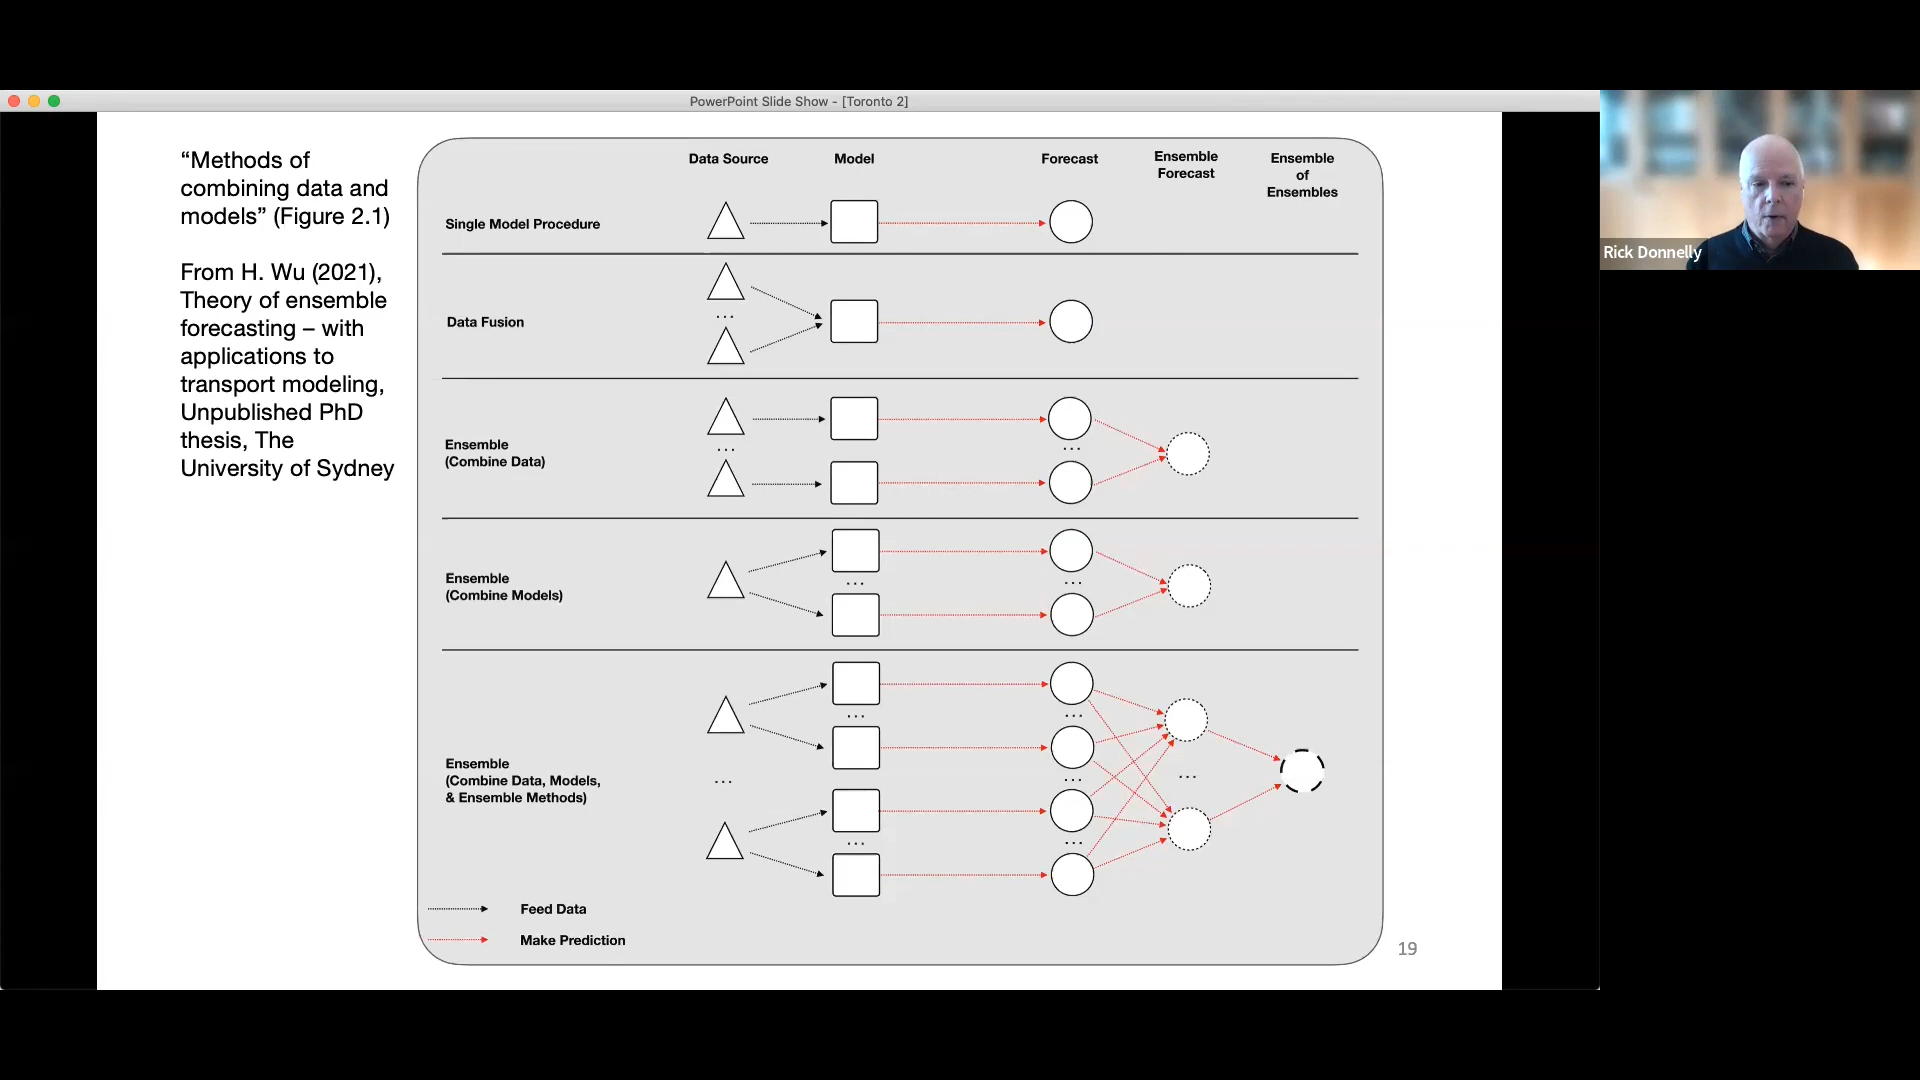 PowerPoint Slide Show - [Toronto 2]
“Methods of
combining data and
models” (Figure 2.1)
From H. Wu (2021),
Theory of ensemble
forecasting – with
applications to
transport modeling,
Unpublished PhD
thesis, The
University of Sydney
Data Source
Model
Forecast
Ensemble
Forecast
Ensemble
of
Ensembles
Single Model Procedure
Data Fusion
...
Ensemble
(Combine Data)
...
...
Ensemble
(Combine Models)
...
...
Ensemble
(Combine Data, Models,
& Ensemble Methods)
...
...
...
...
...
...
...
Feed Data
Make Prediction
19
Rick Donnelly